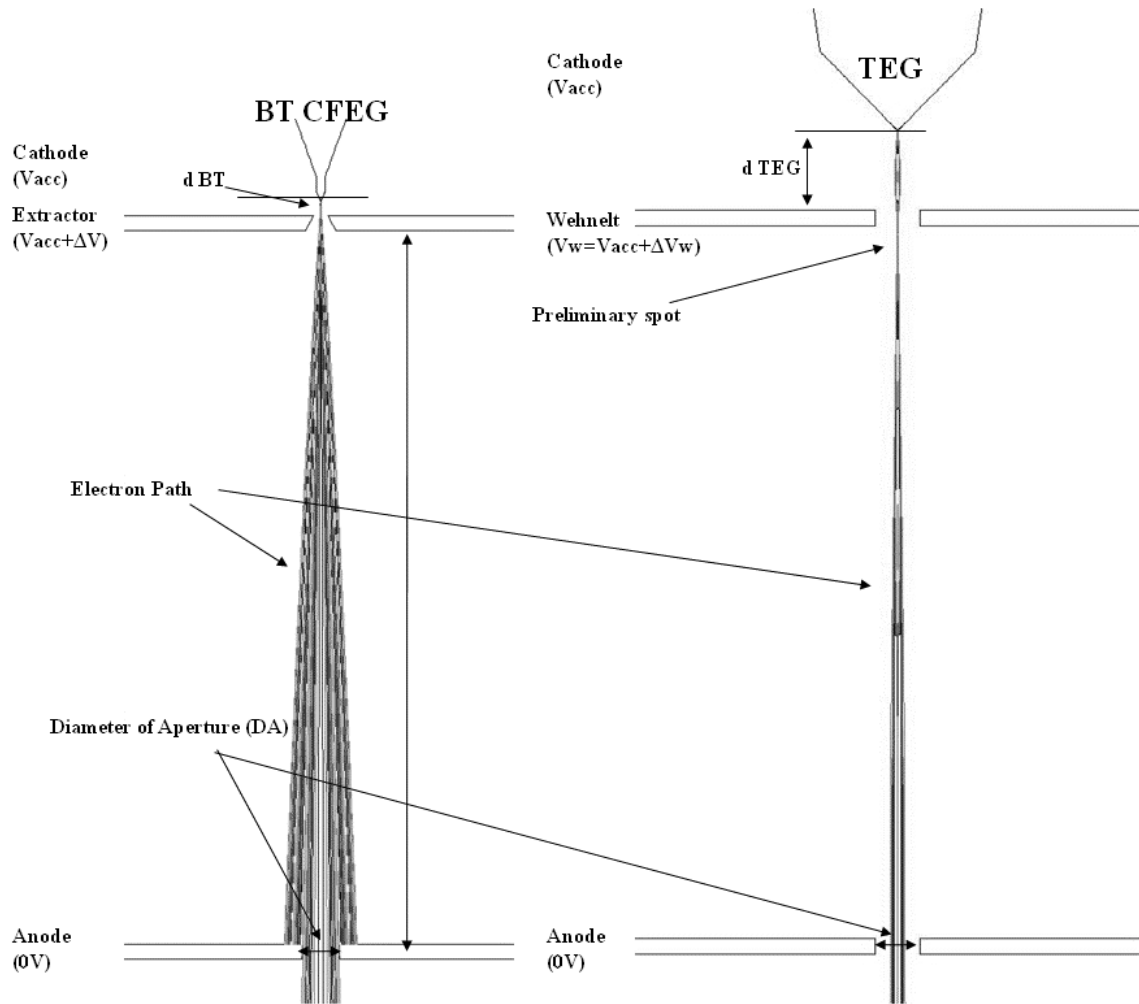 BT CFEG
Cathode
(Vacc)
d BT
Extractor
(Vacc+ΔV)
Electron Path
Diameter of Aperture (DA)
Anode
(0V)
TEG
Cathode
(Vacc)
d TEG
Wehnelt
(Vw=Vacc+ΔVw)
Preliminary spot
Anode
(0V)